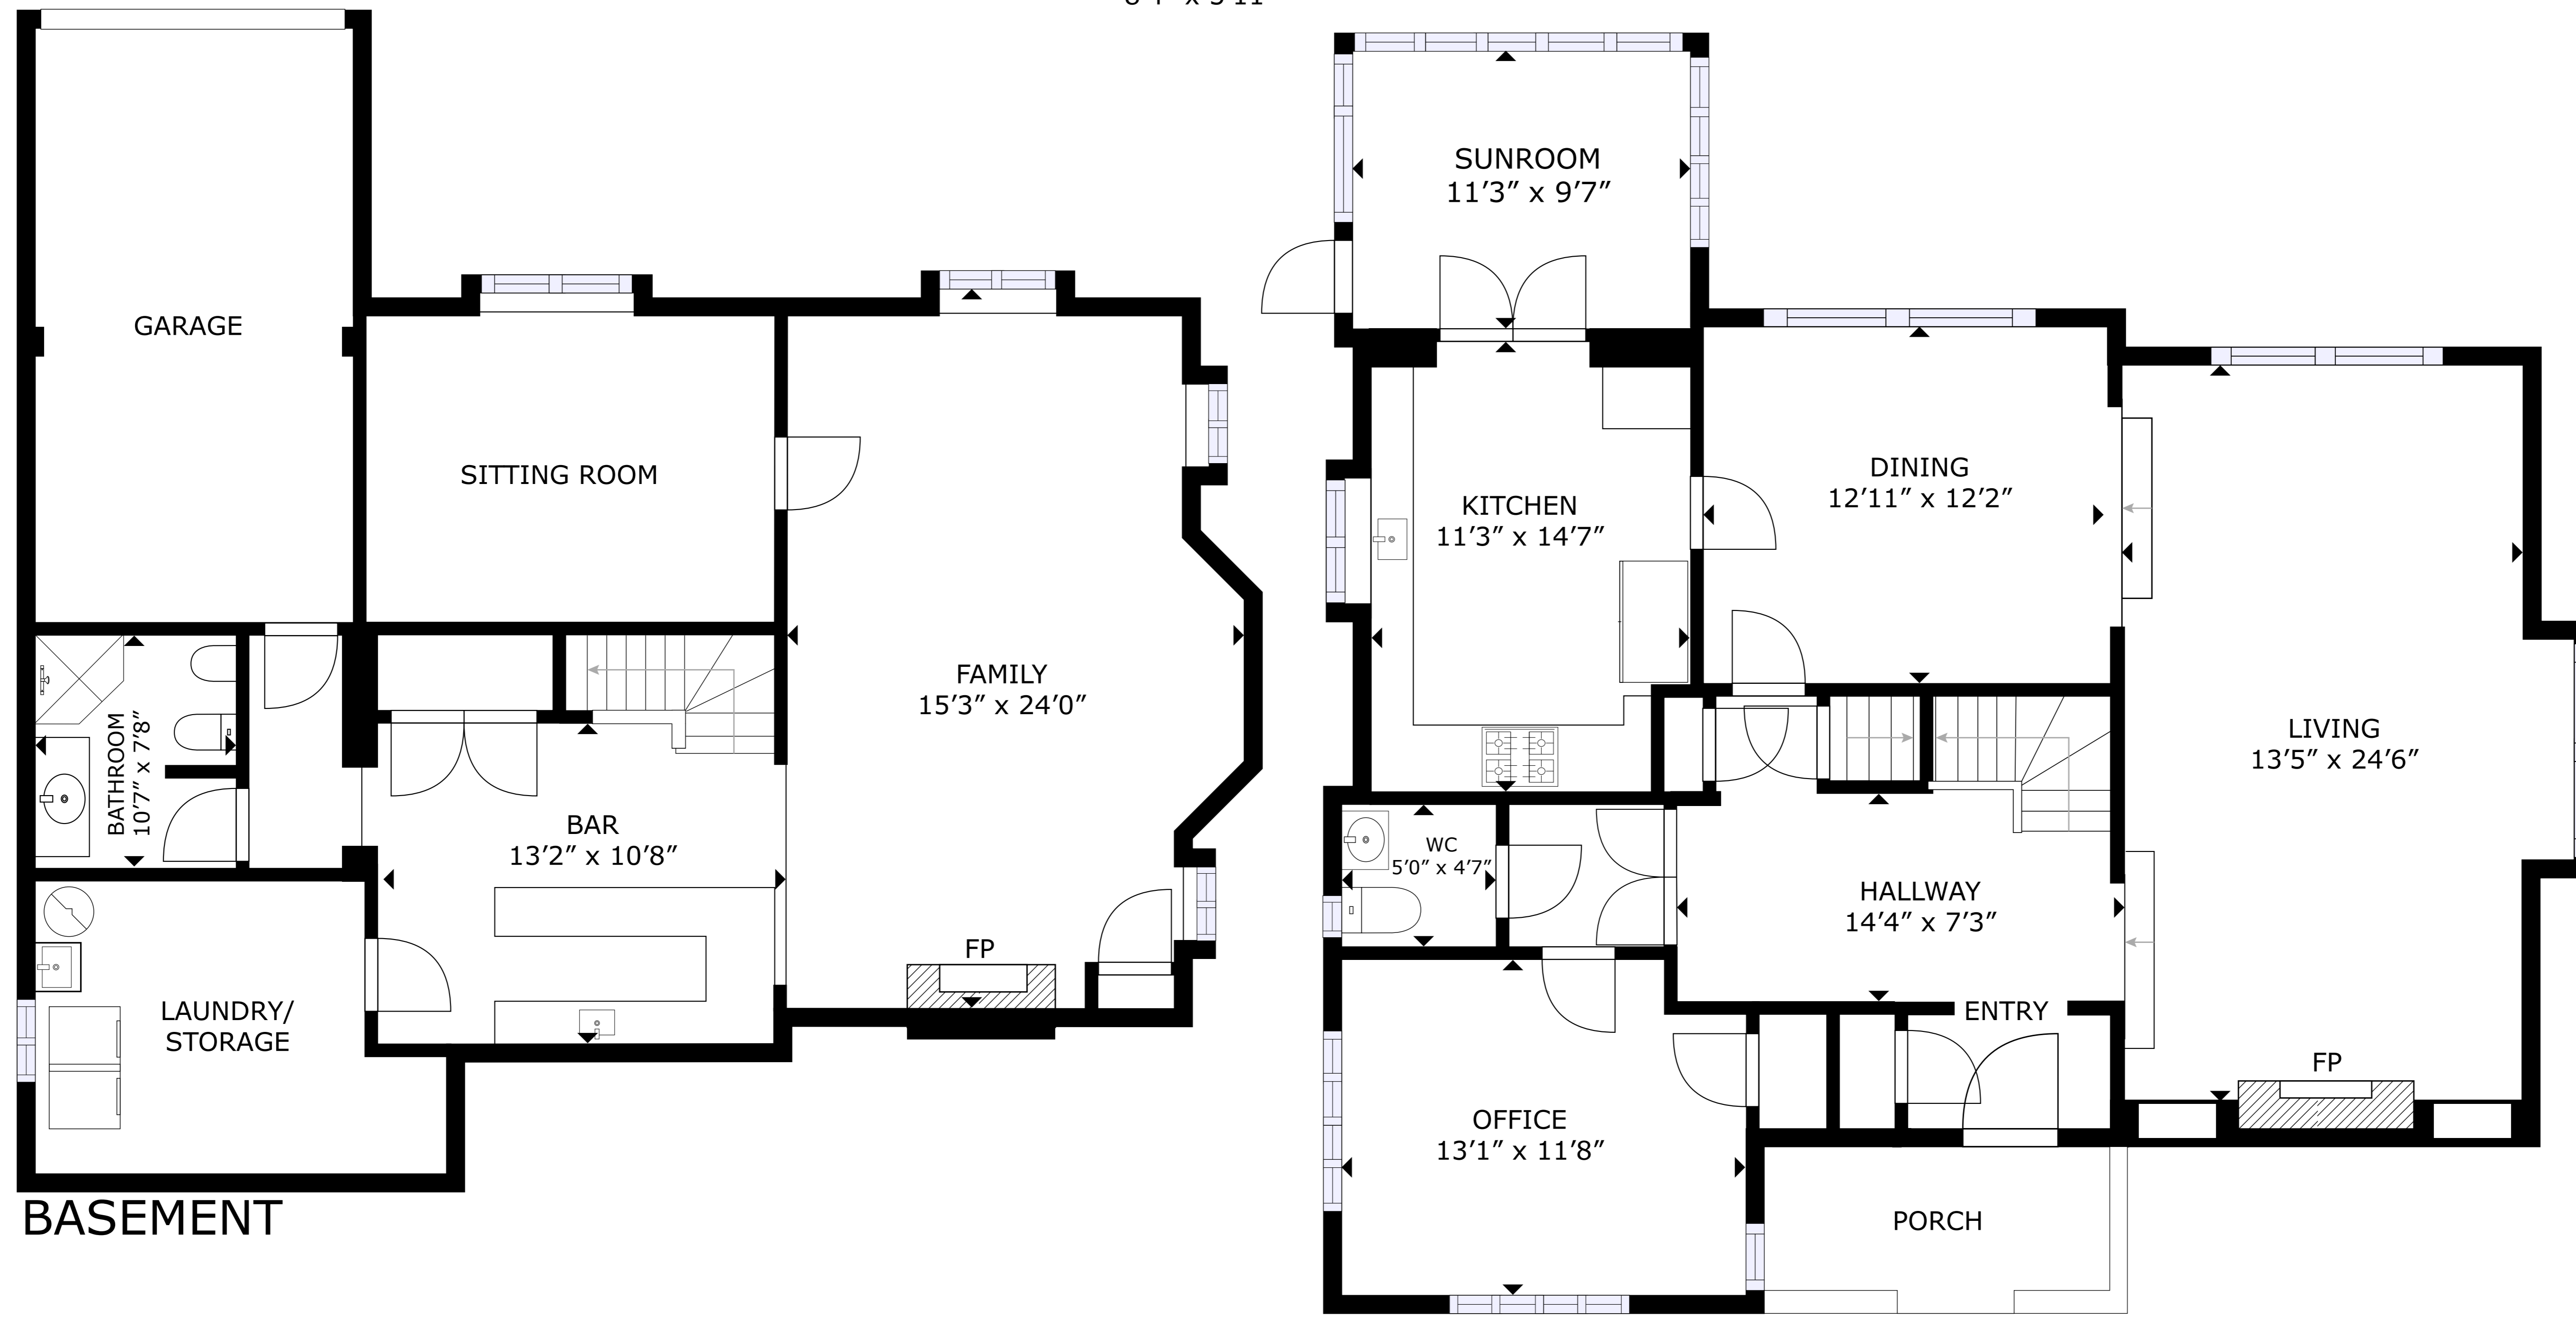 GARAGE
SITTING ROOM
FAMILY
15′3″ x 24′0″
BATHROOM
10′7″ x 7′8″
BAR
13′2″ x 10′8″
FP
LAUNDRY/
STORAGE
BASEMENT
SUNROOM
11′3″ x 9′7″
KITCHEN
11′3″ x 14′7″
DINING
12′11″ x 12′2″
LIVING
13′5″ x 24′6″
WC
5′0″ x 4′7″
HALLWAY
14′4″ x 7′3″
ENTRY
FP
OFFICE
13′1″ x 11′8″
PORCH